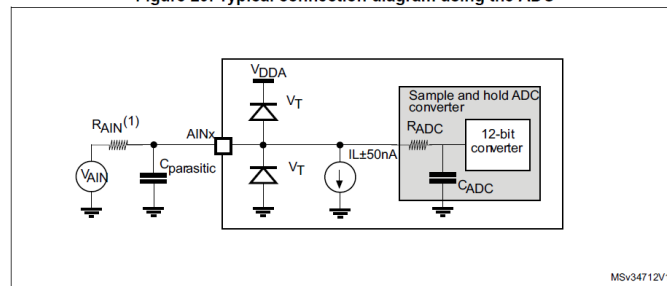 Figure 29. Typical connection diagram using the ADC
VDDA
Sample and hold ADC
converter
VT
RAIN(1)
AINx
RADC
12-bit
converter
IL±50nA
Cparasitic
VT
VAIN
CADC
MSv34712V1